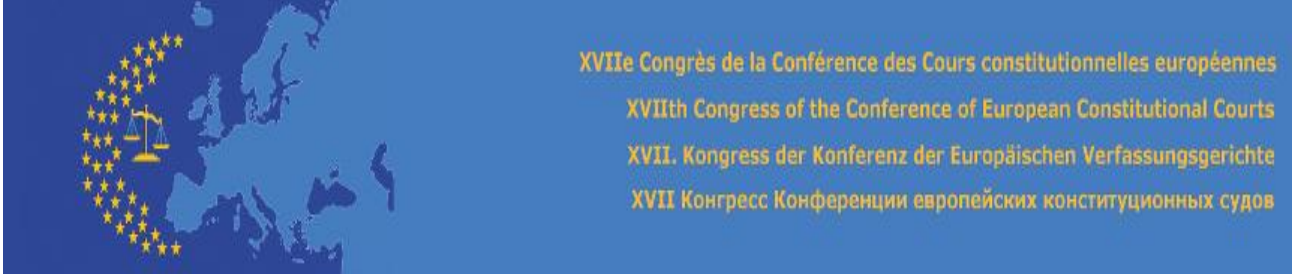 XVIIe Congrès de la Conférence des Cours constitutionnelles européennes
XVIIth Congress of the Conference of European Constitutional Courts
XVII. Kongress der Konferenz der Europäischen Verfassungsgerichte
XVII Конгресс Конференции европейских конституционных судов